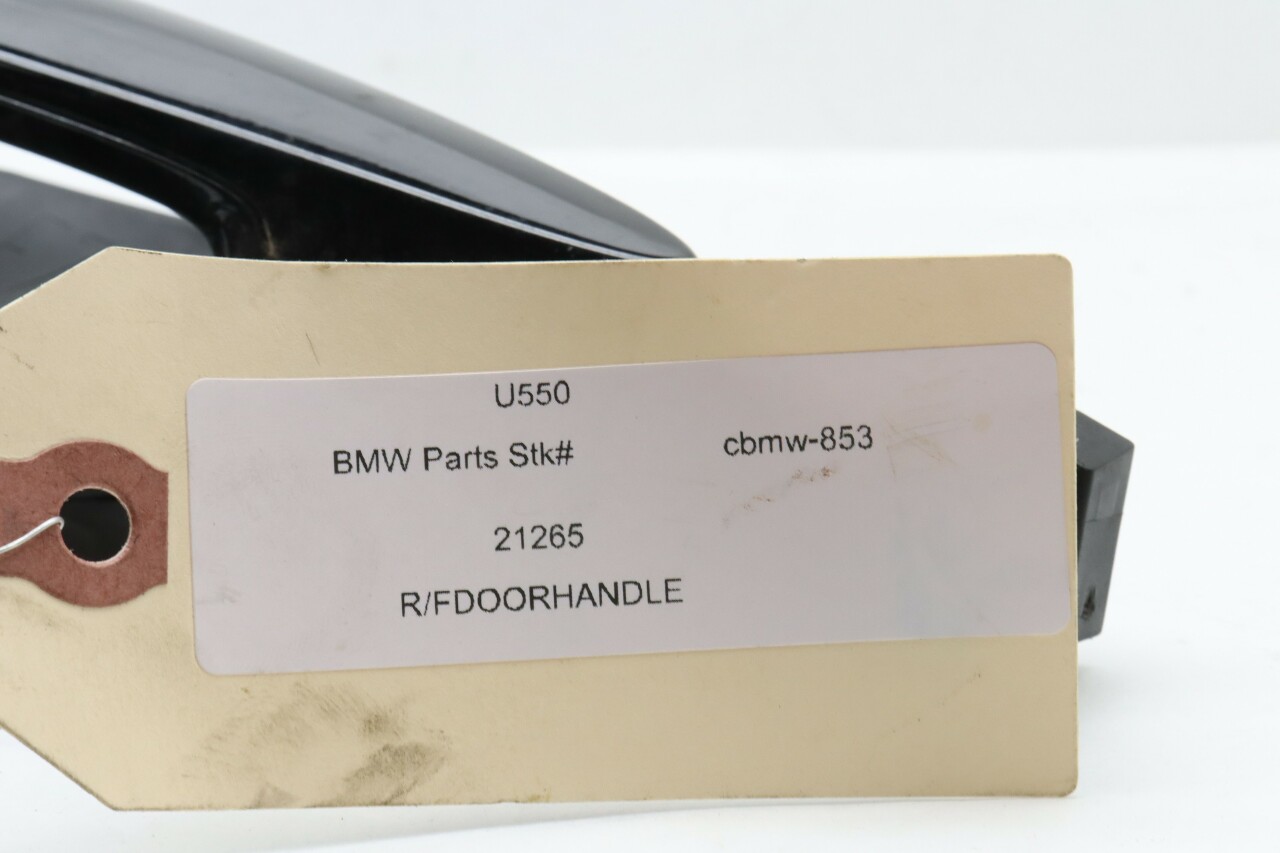 U550
BMW Parts Stk# cbmw-853
21265
R/FDOORHANDLE